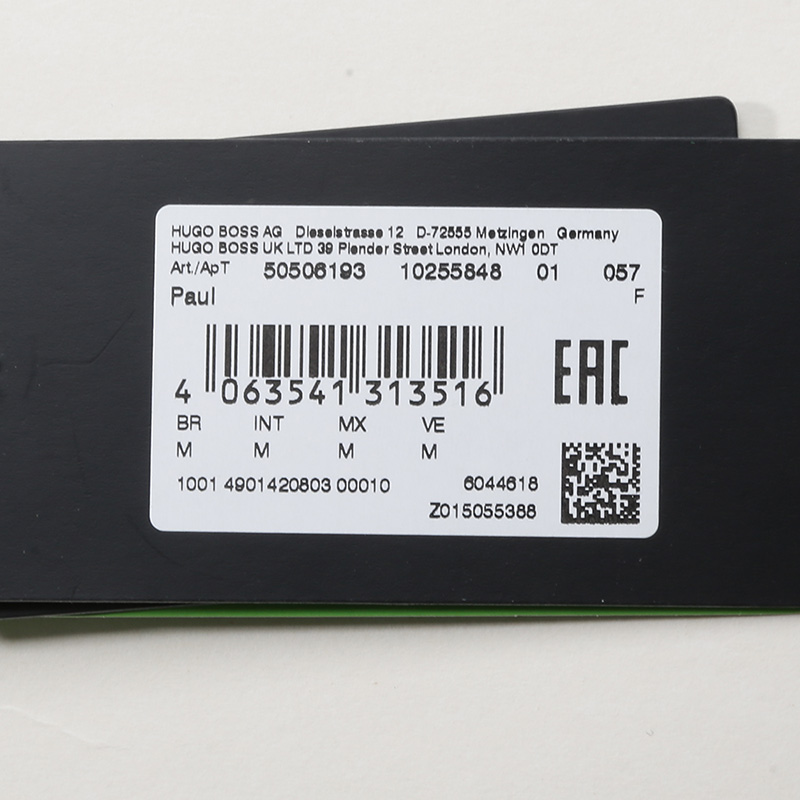 HUGO BOSS AG Dieselstrasse 12 D-72555 Metzingen Germany
HUGO BOSS UK LTD 39 Plender Street London, NW1 0DT
Art./ApT 50506193 10255848 01 057
Paul F
4 063541 313516
EAC
BR INT MX VE
M M M M
1001 4901420803 00010 6044618
Z015055388